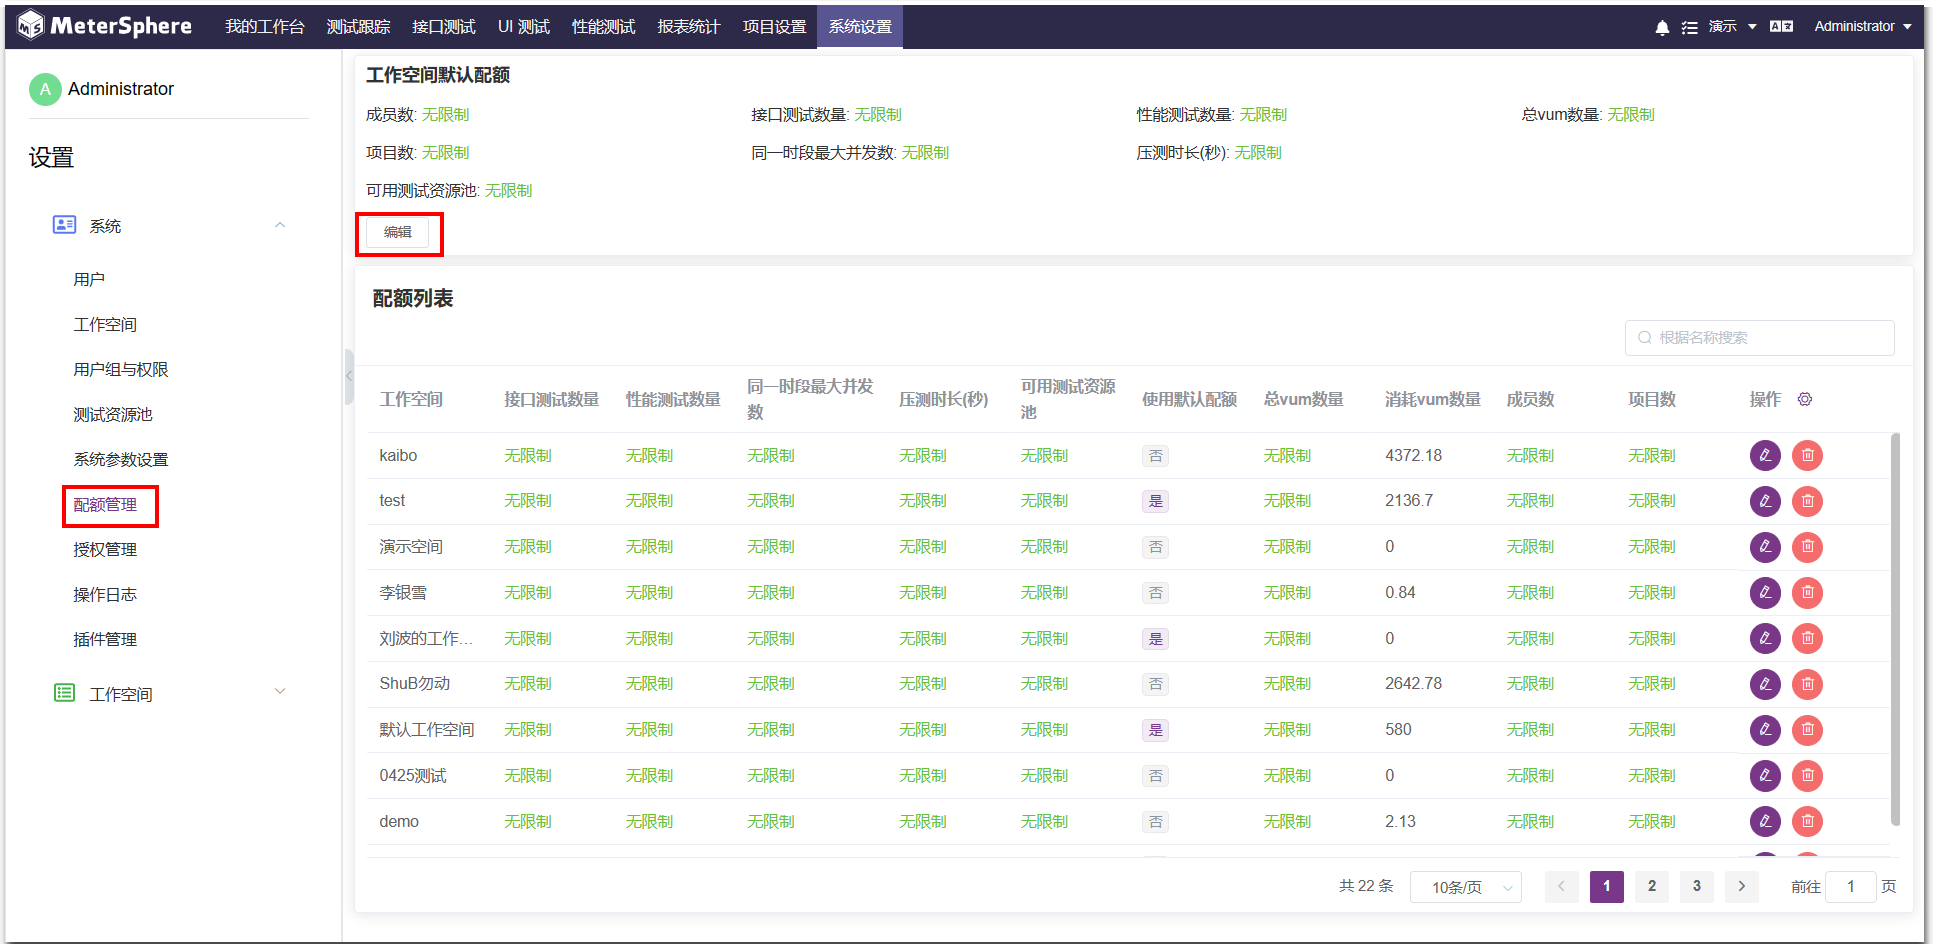 MeterSphere 我的工作台 测试跟踪 接口测试 UI 测试 性能测试 报表统计 项目设置 系统设置 演示 Administrator
A Administrator
设置
系统
用户
工作空间
用户组与权限
测试资源池
系统参数设置
配额管理
授权管理
操作日志
插件管理
工作空间
工作空间默认配额
成员数: 无限制 接口测试数量: 无限制 性能测试数量: 无限制 总vum数量: 无限制
项目数: 无限制 同一时段最大并发数: 无限制 压测时长(秒): 无限制
可用测试资源池: 无限制
编辑
配额列表
根据名称搜索
工作空间 接口测试数量 性能测试数量 同一时段最大并发数 压测时长(秒) 可用测试资源池 使用默认配额 总vum数量 消耗vum数量 成员数 项目数 操作
kaibo 无限制 无限制 无限制 无限制 无限制 否 无限制 4372.18 无限制 无限制
test 无限制 无限制 无限制 无限制 无限制 是 无限制 2136.7 无限制 无限制
演示空间 无限制 无限制 无限制 无限制 无限制 否 无限制 0 无限制 无限制
李银雪 无限制 无限制 无限制 无限制 无限制 否 无限制 0.84 无限制 无限制
刘波的工作... 无限制 无限制 无限制 无限制 无限制 是 无限制 0 无限制 无限制
ShuB勿动 无限制 无限制 无限制 无限制 无限制 否 无限制 2642.78 无限制 无限制
默认工作空间 无限制 无限制 无限制 无限制 无限制 是 无限制 580 无限制 无限制
0425测试 无限制 无限制 无限制 无限制 无限制 否 无限制 0 无限制 无限制
demo 无限制 无限制 无限制 无限制 无限制 否 无限制 2.13 无限制 无限制
共 22 条 10条/页 1 2 3 前往 1 页